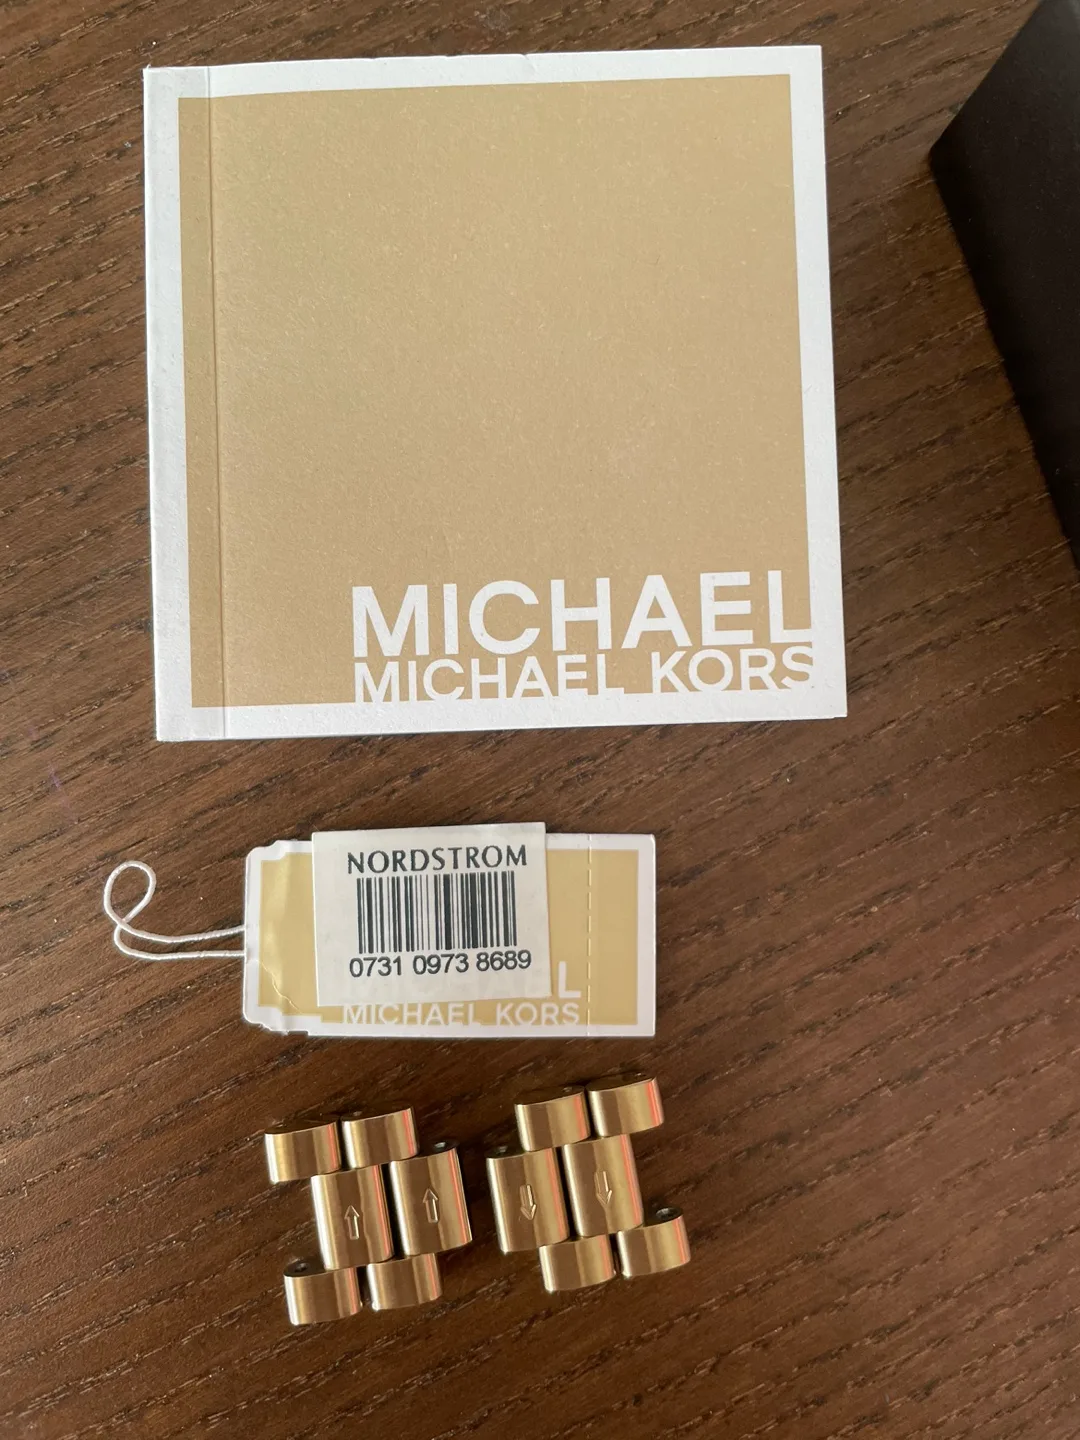 MICHAEL
MICHAEL KORS
NORDSTROM
0731 0973 8689
MICHAEL KORS